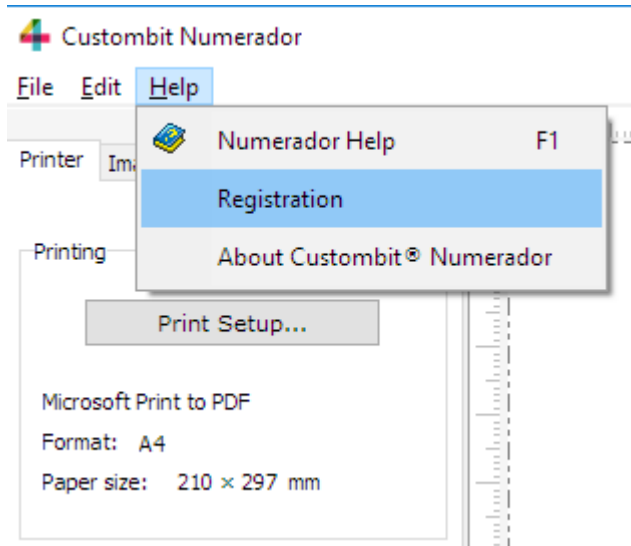 Custombit Numerador
File Edit Help
Numerador Help F1
Printer Ima
Registration
Printing
About Custombit® Numerador
Print Setup...
Microsoft Print to PDF
Format: A4
Paper size: 210 × 297 mm